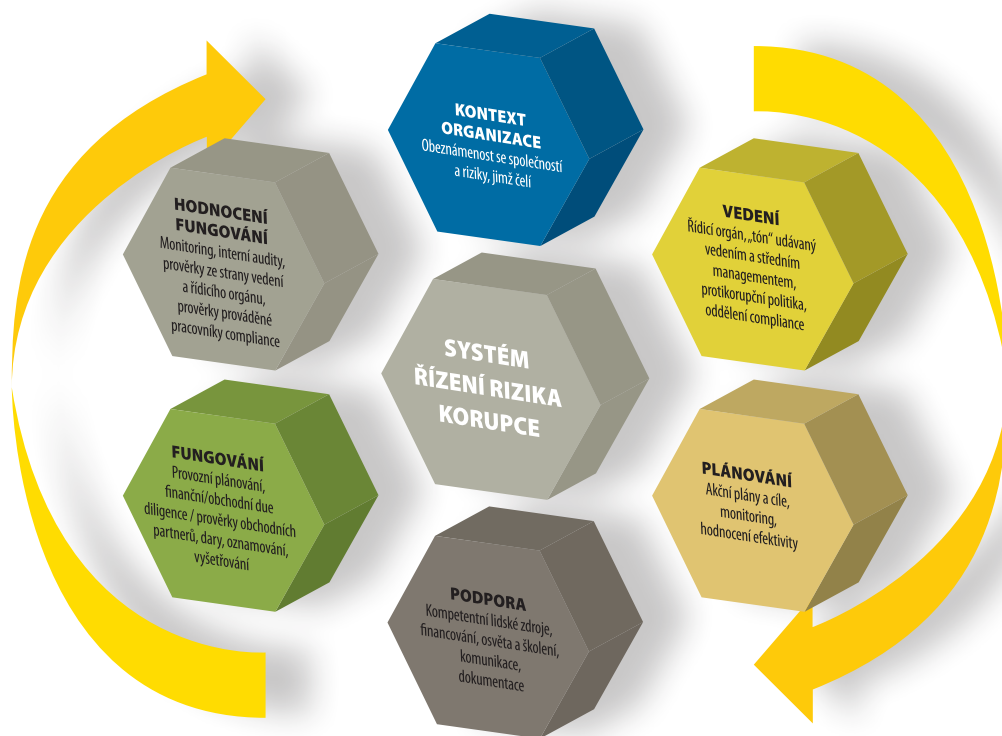 KONTEXT
ORGANIZACE
Obeznámenost se společností
a riziky, jimž čelí
VEDENÍ
Řídicí orgán, „tón“ udávaný
vedením a středním
managementem,
protikorupční politika,
oddělení compliance
PLÁNOVÁNÍ
Akční plány a cíle,
monitoring,
hodnocení efektivity
PODPORA
Kompetentní lidské zdroje,
financování, osvěta a školení,
komunikace,
dokumentace
FUNGOVÁNÍ
Provozní plánování,
finanční/obchodní due
diligence / prověrky obchodních
partnerů, dary, oznamování,
vyšetřování
HODNOCENÍ
FUNGOVÁNÍ
Monitoring, interní audity,
prověrky ze strany vedení
a řídicího orgánu,
prověrky prováděné
pracovníky compliance
SYSTÉM
ŘÍZENÍ RIZIKA
KORUPCE